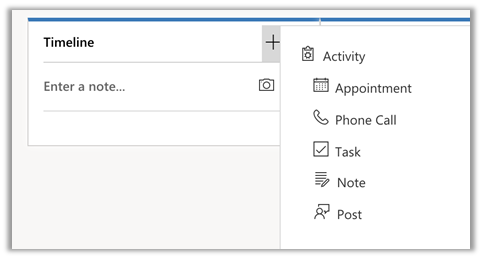 Timeline
Enter a note...
Activity
Appointment
Phone Call
Task
Note
Post